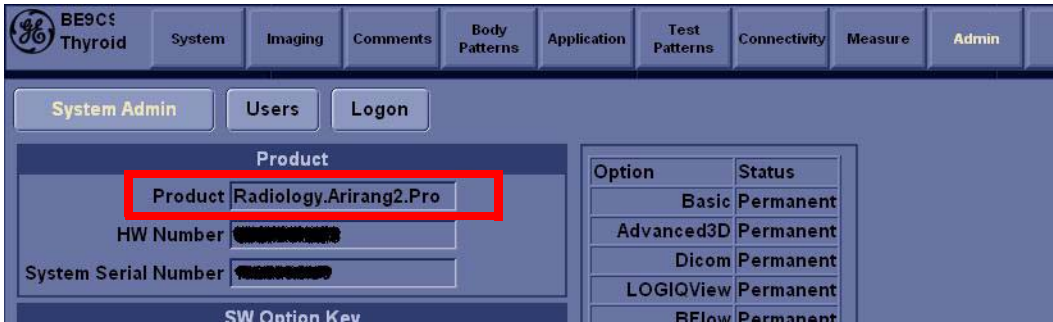 GE
BE9CS
Thyroid
System
Imaging
Comments
Body
Patterns
Application
Test
Patterns
Connectivity
Measure
Admin
System Admin
Users
Logon
Product
Product Radiology.Arirang2.Pro
HW Number
System Serial Number
SW Option Key
Option Status
Basic Permanent
Advanced3D Permanent
Dicom Permanent
LOGIQView Permanent
BFlow Permanent